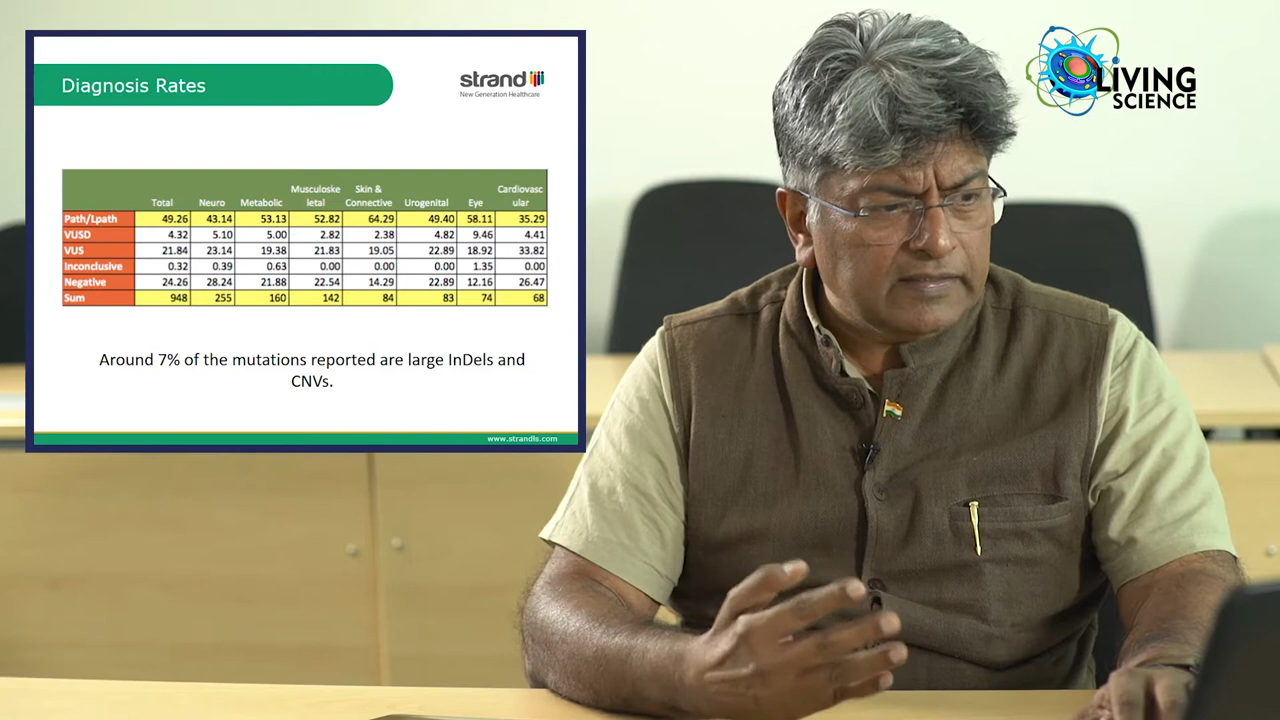 Diagnosis Rates
strand
New Generation Healthcare
LIVING
SCIENCE
Musculoske Skin & Cardiovasc
Total Neuro Metabolic letal Connective Urogenital Eye ular
Path/Lpath 49.26 43.14 53.13 52.82 64.29 49.40 58.11 35.29
VUSD 4.32 5.10 5.00 2.82 2.38 4.82 9.46 4.41
VUS 21.84 23.14 19.38 21.83 19.05 22.89 18.92 33.82
Inconclusive 0.32 0.39 0.63 0.00 0.00 0.00 1.35 0.00
Negative 24.26 28.24 21.88 22.54 14.29 22.89 12.16 26.47
Sum 948 255 160 142 84 83 74 68
Around 7% of the mutations reported are large InDels and
CNVs.
www.strandls.com